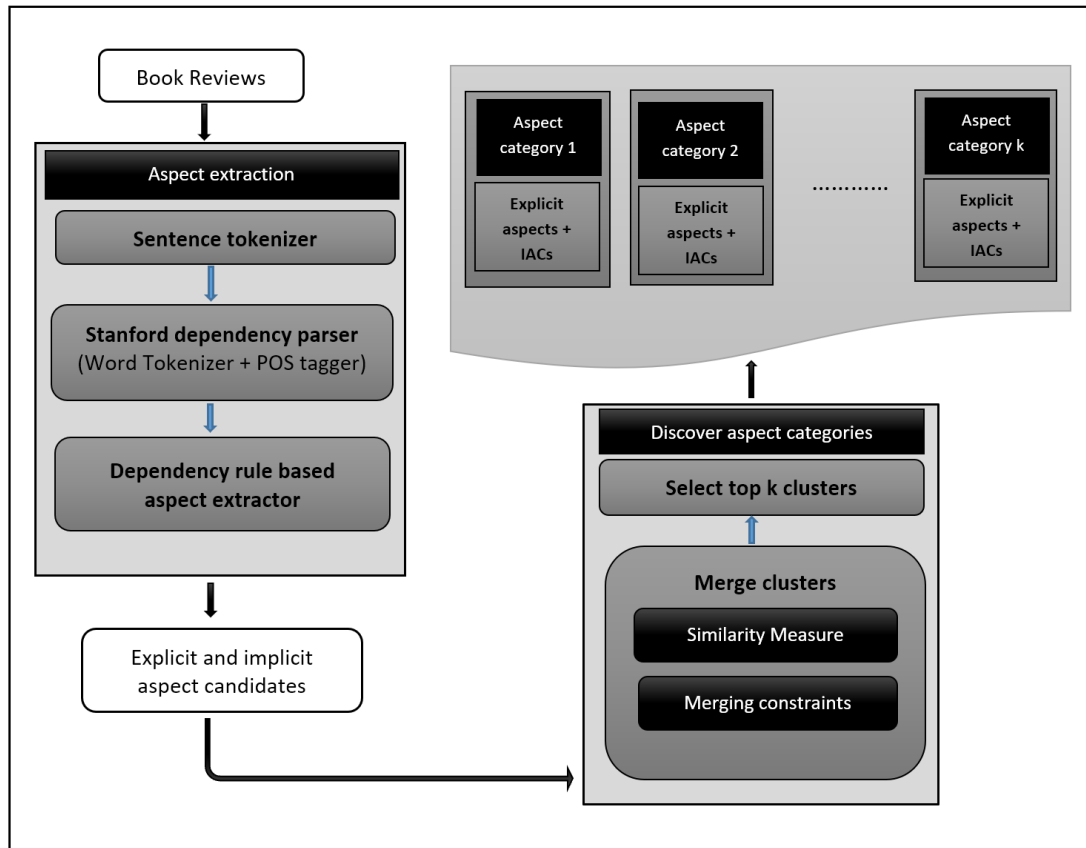 Book Reviews
Aspect extraction
Sentence tokenizer
Stanford dependency parser
(Word Tokenizer + POS tagger)
Dependency rule based
aspect extractor
Explicit and implicit
aspect candidates
Aspect
category 1
Explicit
aspects +
IACs
Aspect
category 2
Explicit
aspects +
IACs
.............
Aspect
category k
Explicit
aspects +
IACs
Discover aspect categories
Select top k clusters
Merge clusters
Similarity Measure
Merging constraints